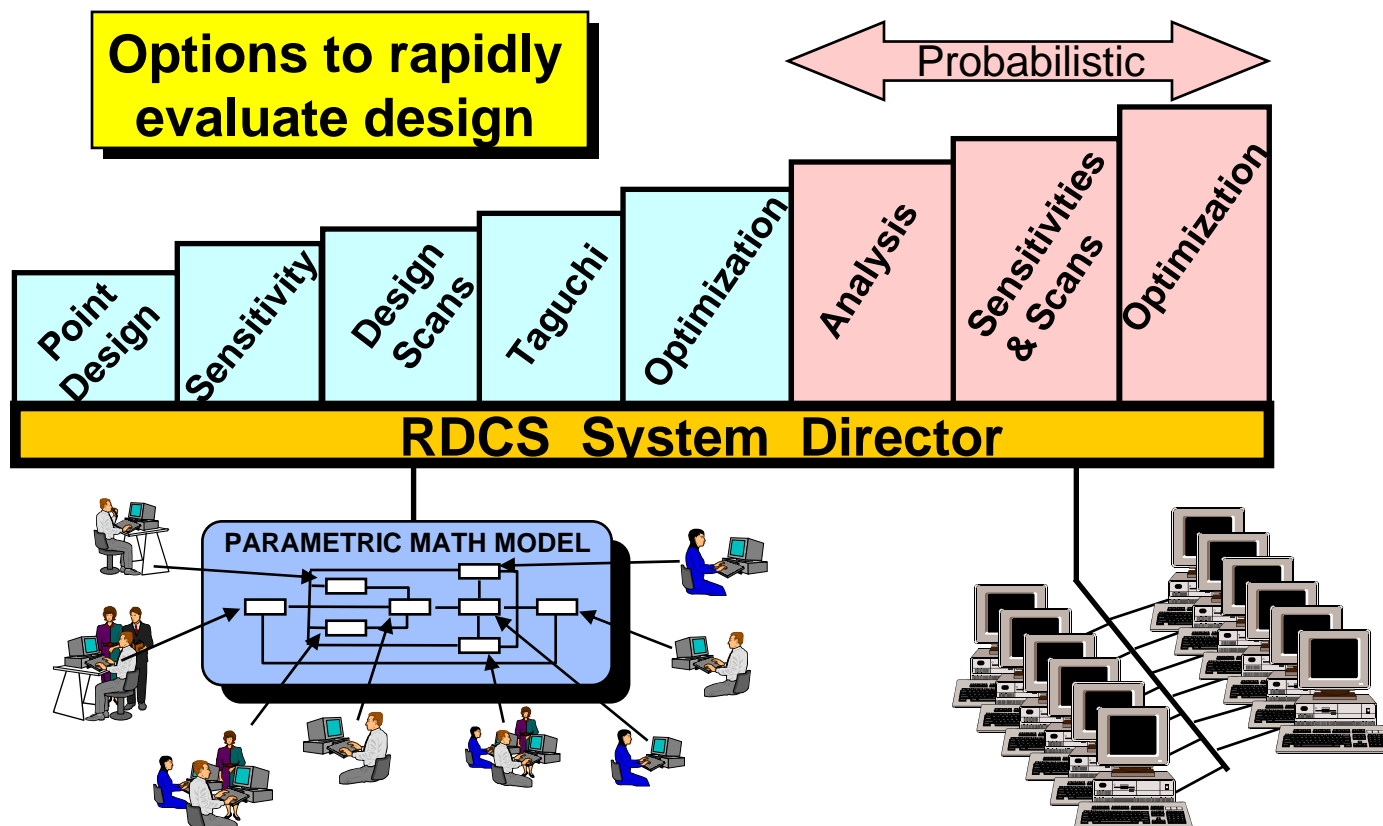 Options to rapidly
evaluate design
Probabilistic
Point
Design
Sensitivity
Design
Scans
Taguchi
Optimization
Analysis
Sensitivities
& Scans
Optimization
RDCS System Director
PARAMETRIC MATH MODEL